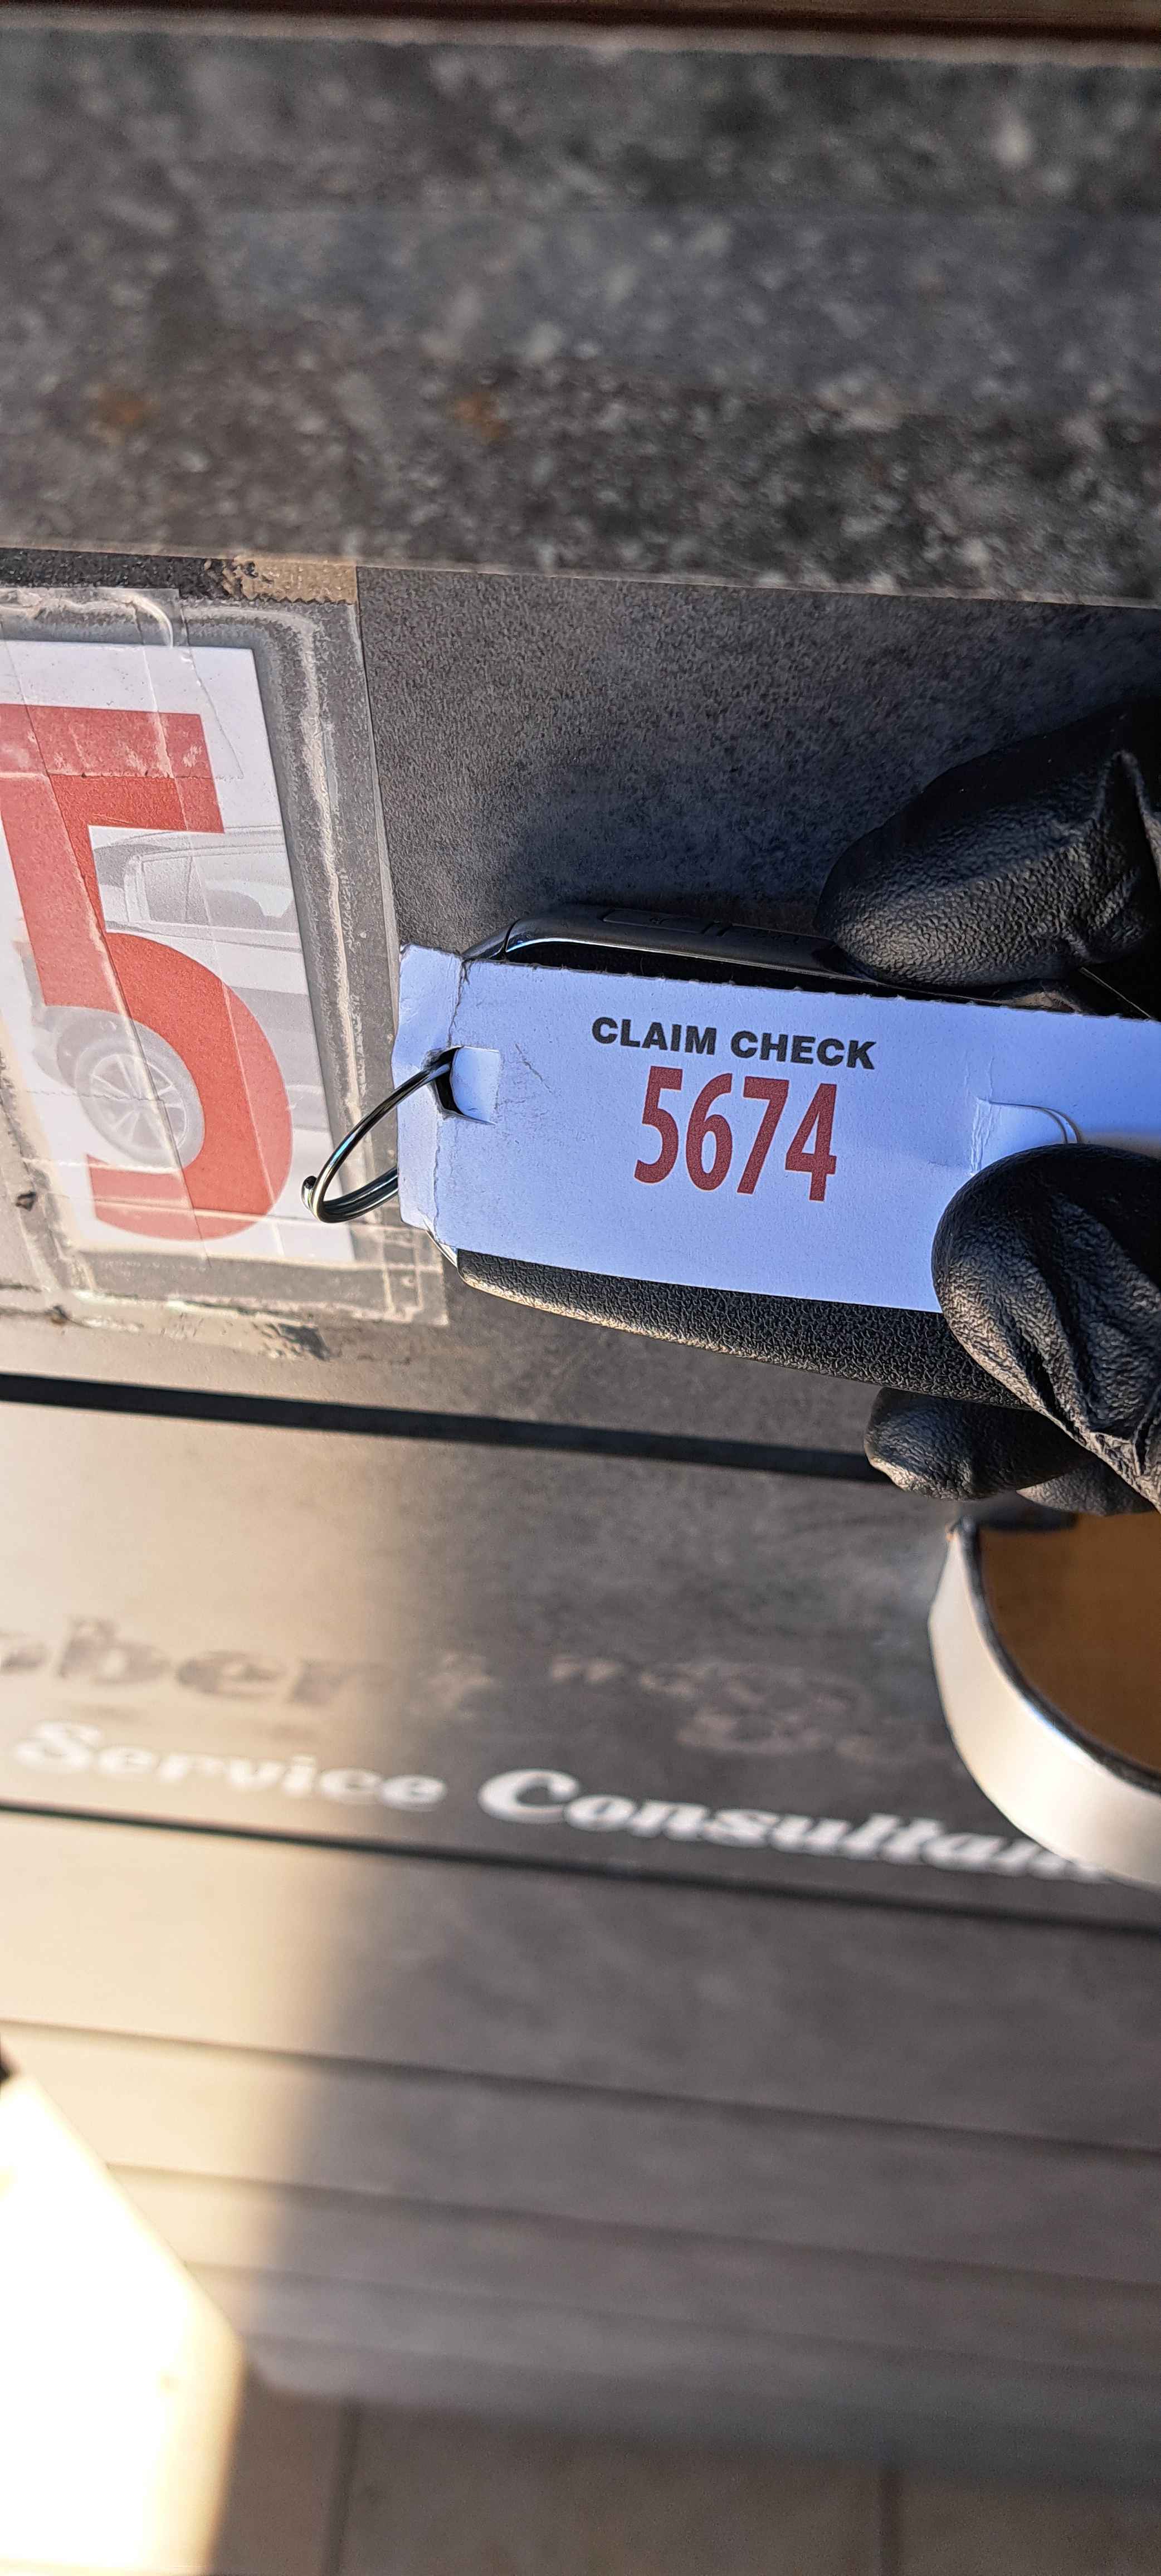 5
CLAIM CHECK
5674
Service Consultant